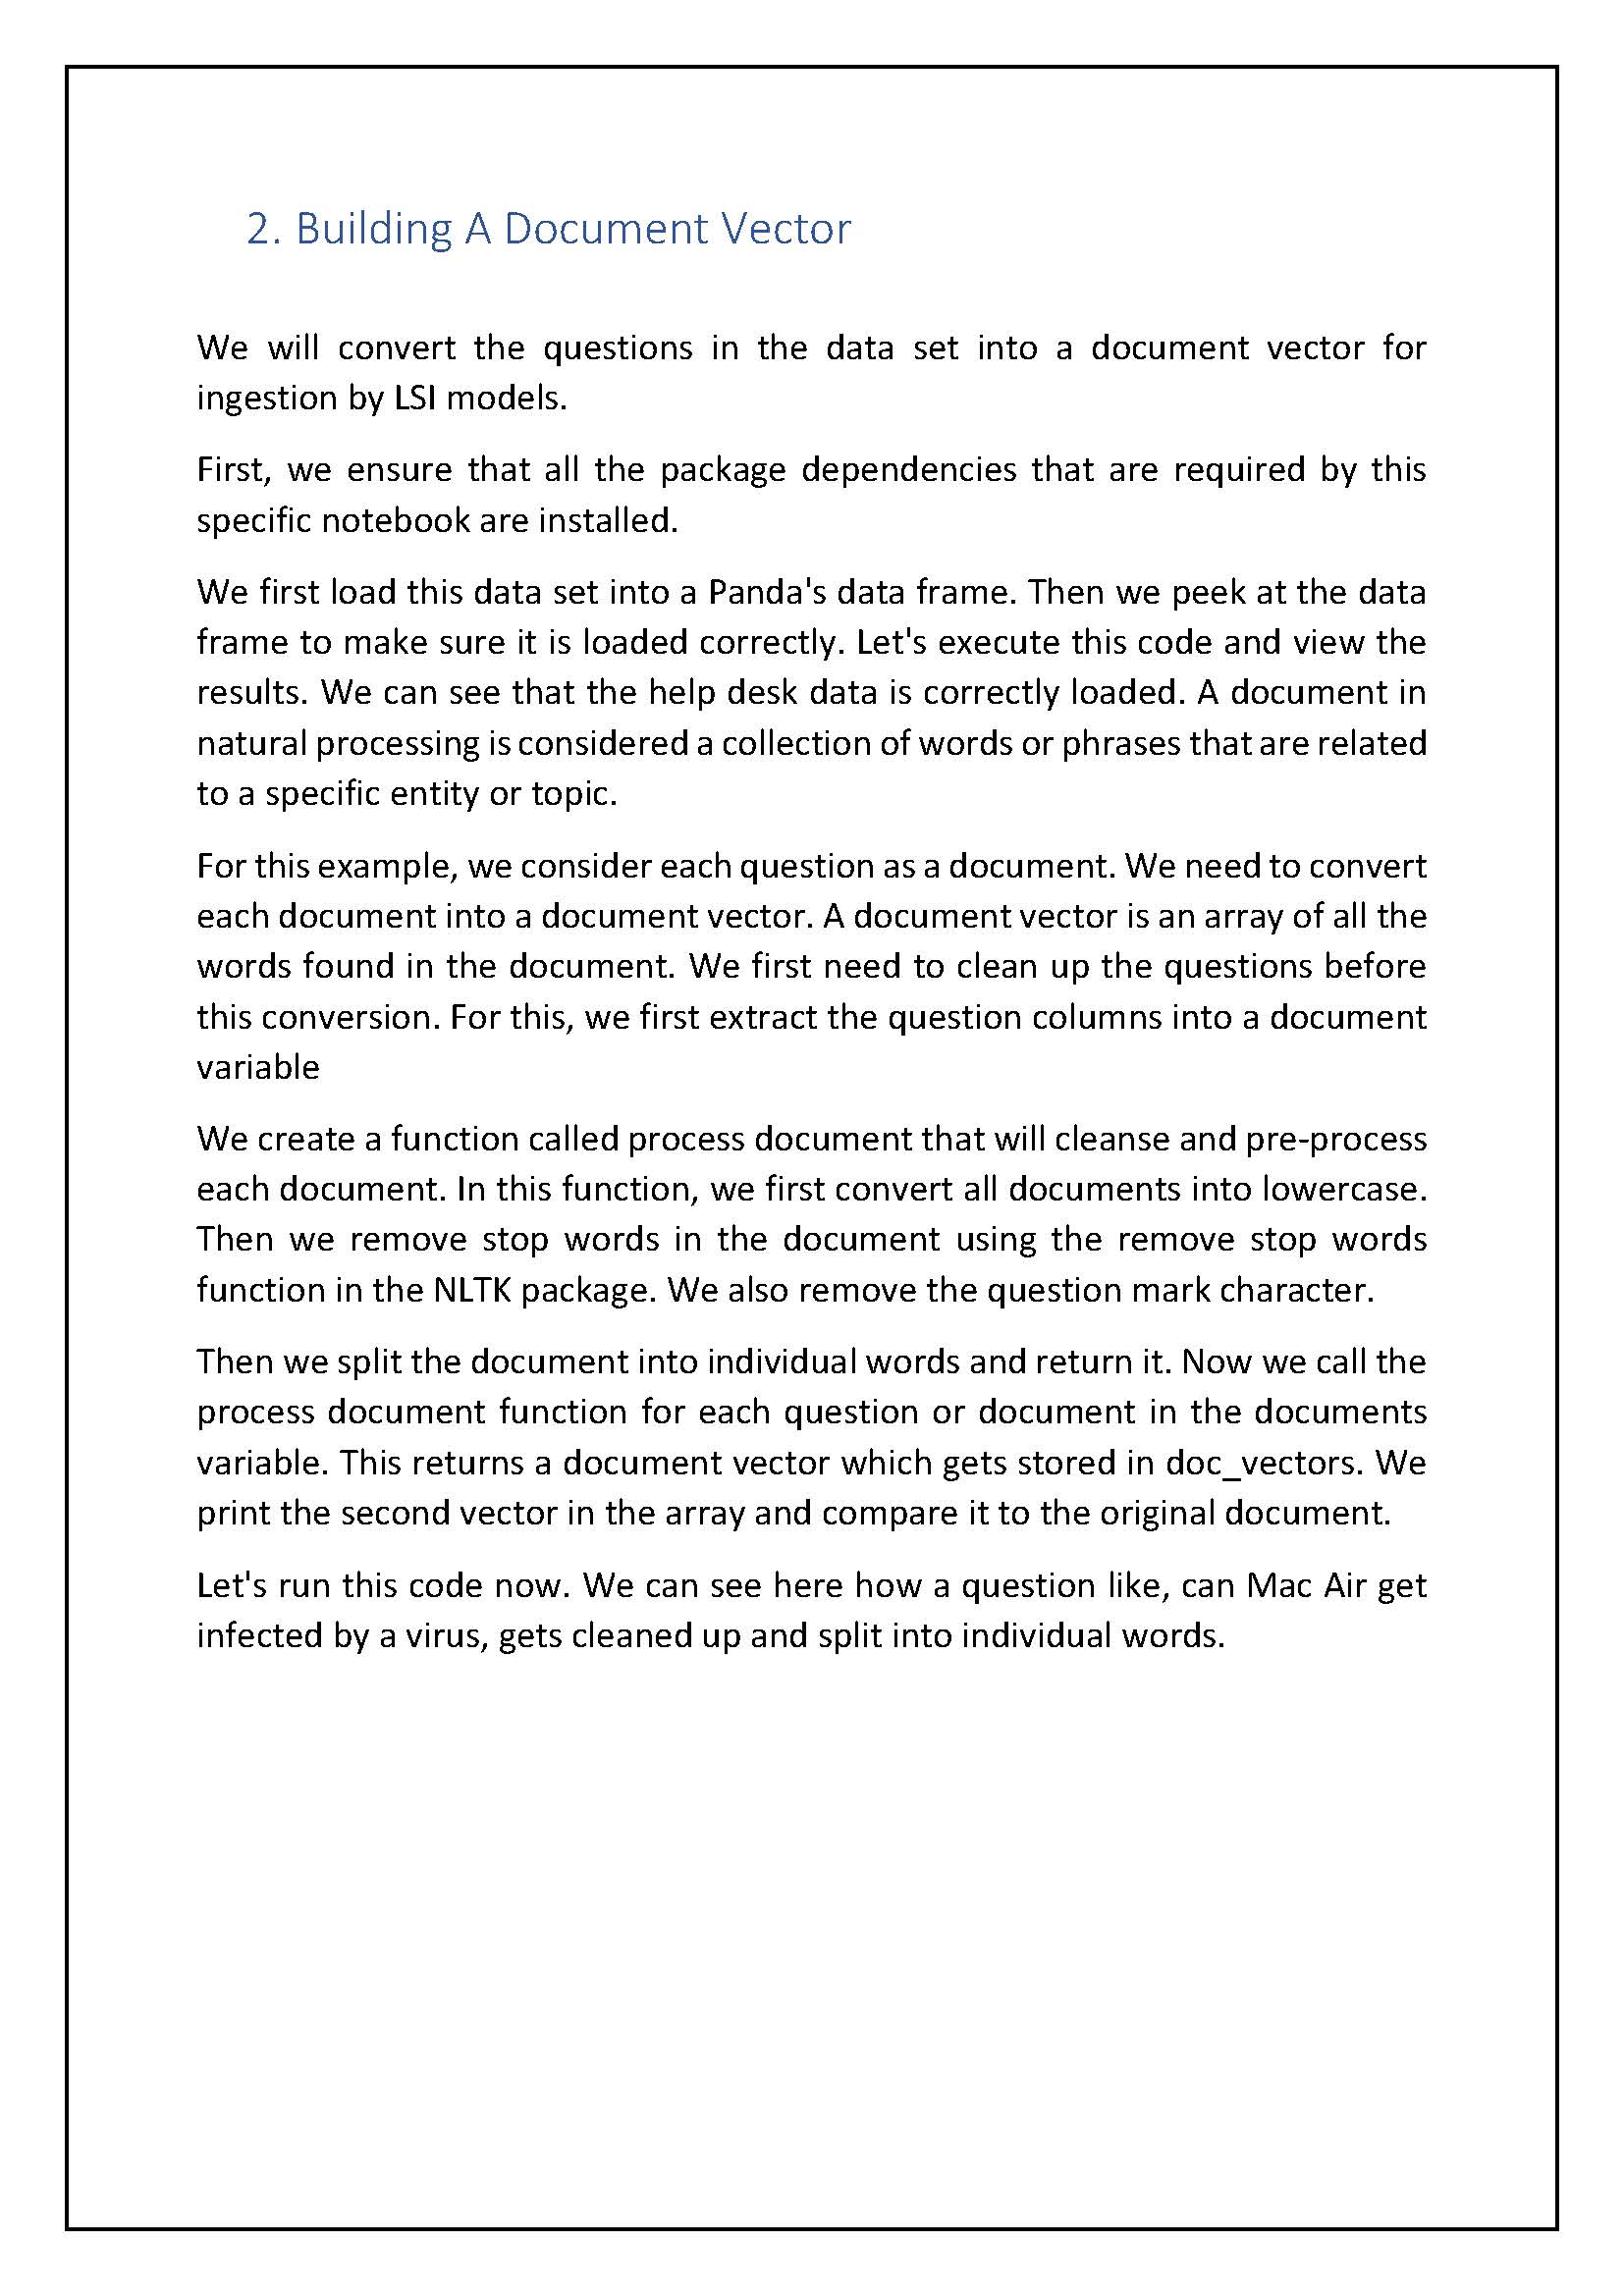 2. Building A Document Vector
We will convert the questions in the data set into a document vector for
ingestion by LSI models.
First, we ensure that all the package dependencies that are required by this
specific notebook are installed.
We first load this data set into a Panda's data frame. Then we peek at the data
frame to make sure it is loaded correctly. Let's execute this code and view the
results. We can see that the help desk data is correctly loaded. A document in
natural processing is considered a collection of words or phrases that are related
to a specific entity or topic.
For this example, we consider each question as a document. We need to convert
each document into a document vector. A document vector is an array of all the
words found in the document. We first need to clean up the questions before
this conversion. For this, we first extract the question columns into a document
variable
We create a function called process document that will cleanse and pre-process
each document. In this function, we first convert all documents into lowercase.
Then we remove stop words in the document using the remove stop words
function in the NLTK package. We also remove the question mark character.
Then we split the document into individual words and return it. Now we call the
process document function for each question or document in the documents
variable. This returns a document vector which gets stored in doc_vectors. We
print the second vector in the array and compare it to the original document.
Let's run this code now. We can see here how a question like, can Mac Air get
infected by a virus, gets cleaned up and split into individual words.